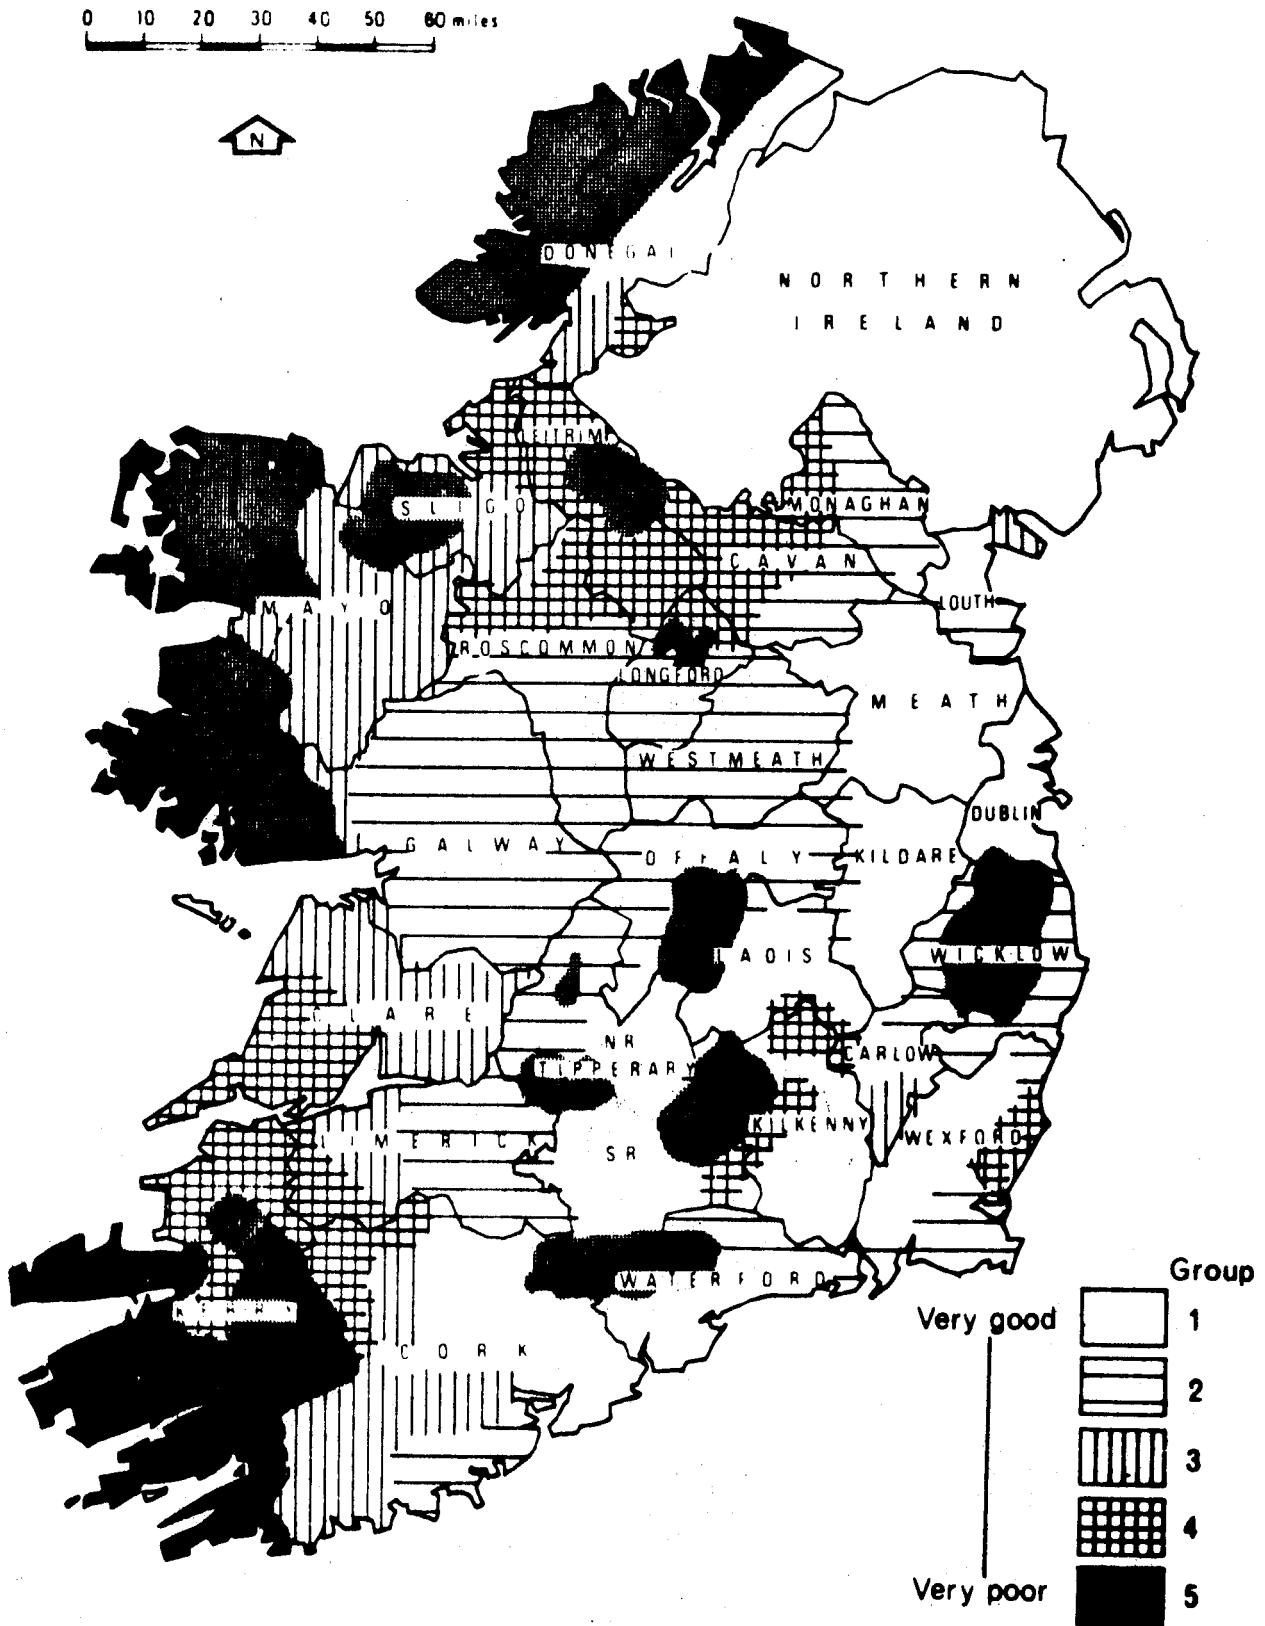 0 10 20 30 40 50 60 miles
N
DONEGAL
NORTHERN
IRELAND
LEITRIM
SLIGO
MONAGHAN
CAVAN
MAYO
LOUTH
ROSCOMMON
LONGFORD
MEATH
WESTMEATH
DUBLIN
GALWAY
OFFALY
KILDARE
LAOIS
WICKLOW
CLARE
NR
TIPPERARY
CARLOW
KILKENNY
LIMERICK
WEXFORD
SR
WATERFORD
KERRY
CORK
Group
Very good
1
2
3
4
Very poor
5